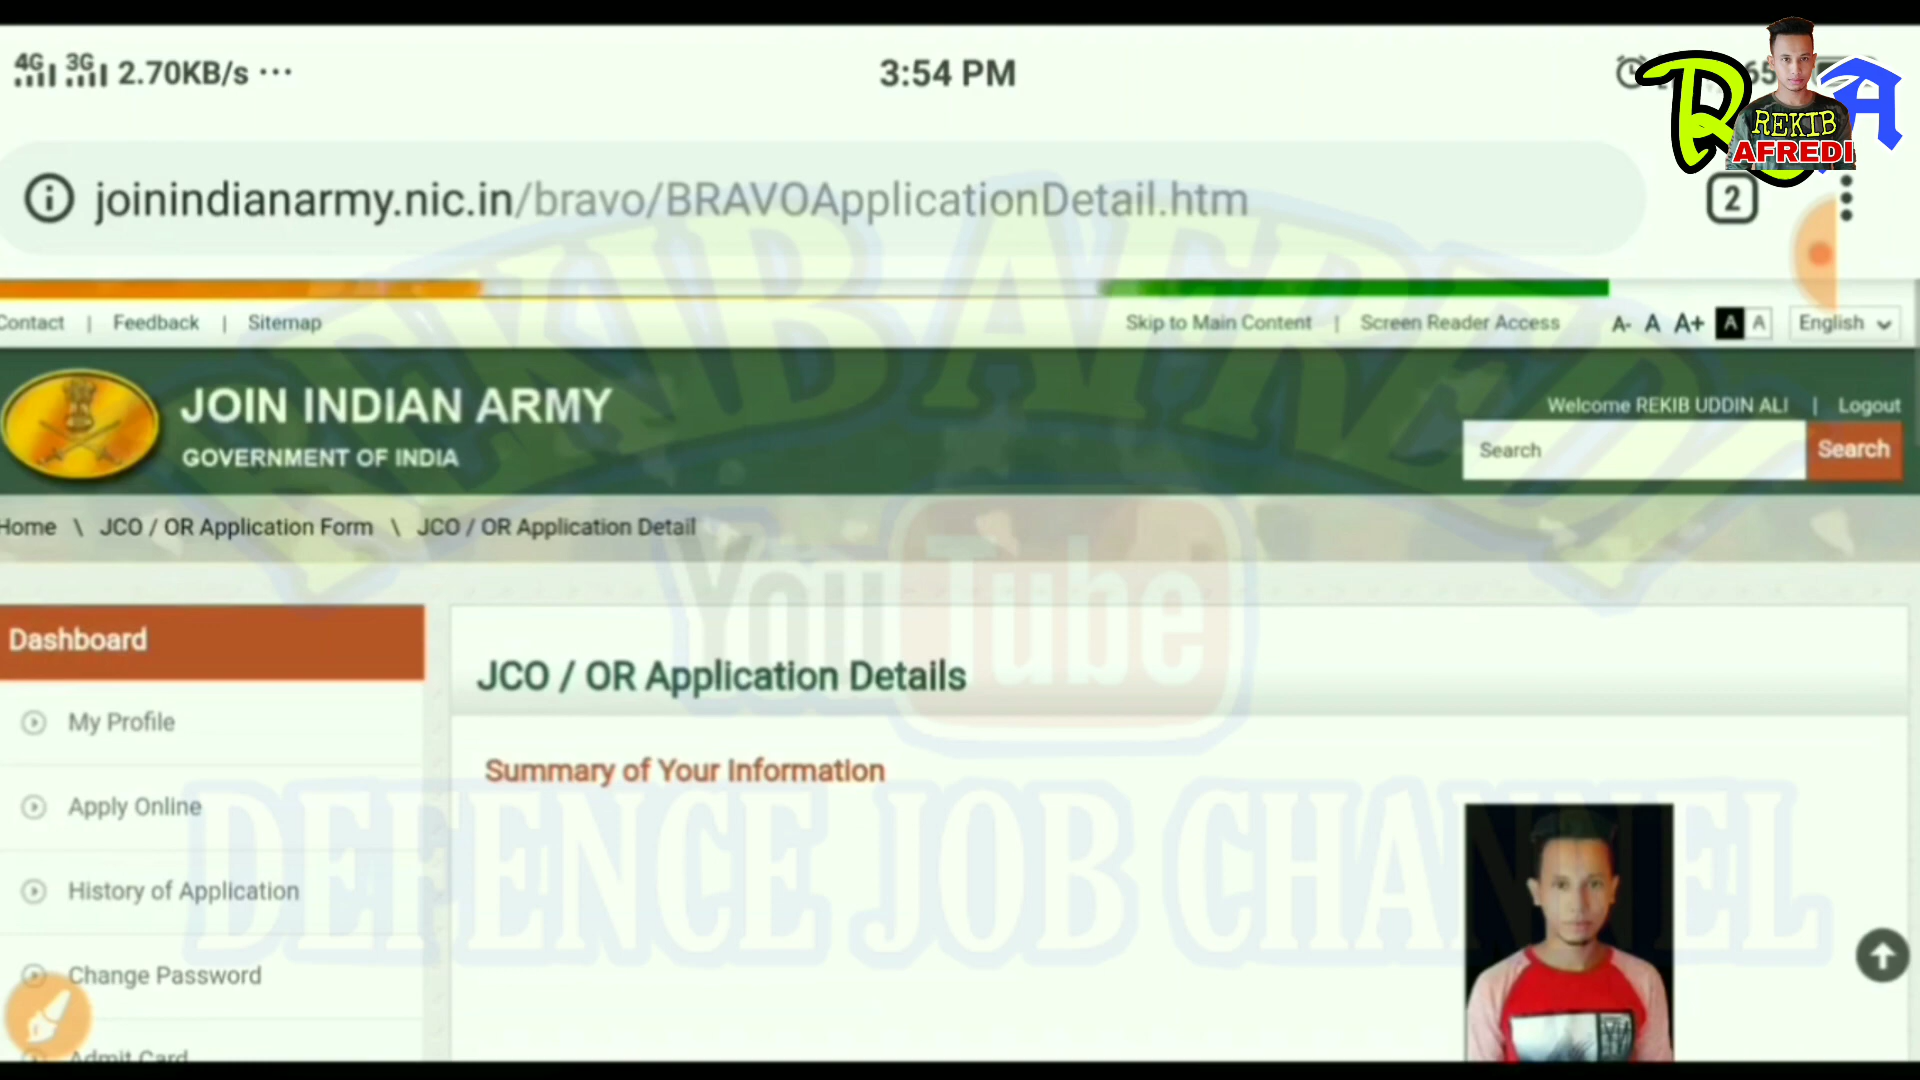 4G 3G 2.70KB/s ...
3:54 PM
R A
REKIB
AFREDI
joinindianarmy.nic.in/bravo/BRAVOApplicationDetail.htm
2
Contact | Feedback | Sitemap
Skip to Main Content | Screen Reader Access A- A A+ A A English
JOIN INDIAN ARMY
GOVERNMENT OF INDIA
Welcome REKIB UDDIN ALI | Logout
Search Search
Home \ JCO / OR Application Form \ JCO / OR Application Detail
Dashboard
My Profile
Apply Online
History of Application
Change Password
Admit Card
JCO / OR Application Details
Summary of Your Information
REKIB AFREDI
YouTube
DEFENCE JOB CHANNEL